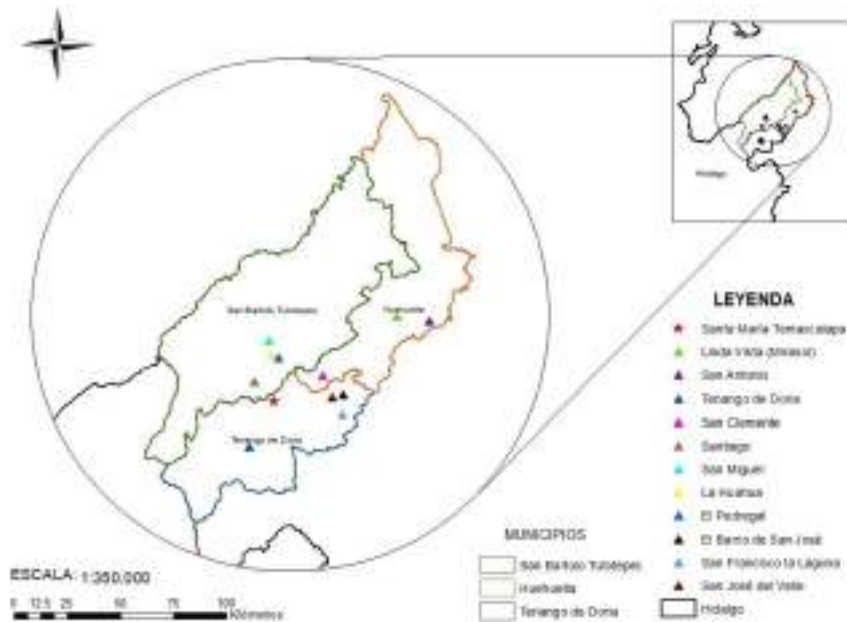 Hidalgo
San Bartolo Tutotepec
Huehuetla
Tenango de Doria
LEYENDA
Santa María Temaxcalapa
Linda Vista
San Antonio
Tenango de Doria
San Clemente
Santiago
San Miguel
La Huahua
El Pedregal
El Barrio de San José
San Francisco la Laguna
San José del Valle
Hidalgo
MUNICIPIOS
San Bartolo Tutotepec
Huehuetla
Tenango de Doria
ESCALA: 1:350,000
0 12.5 25 50 75 100
Kilómetros